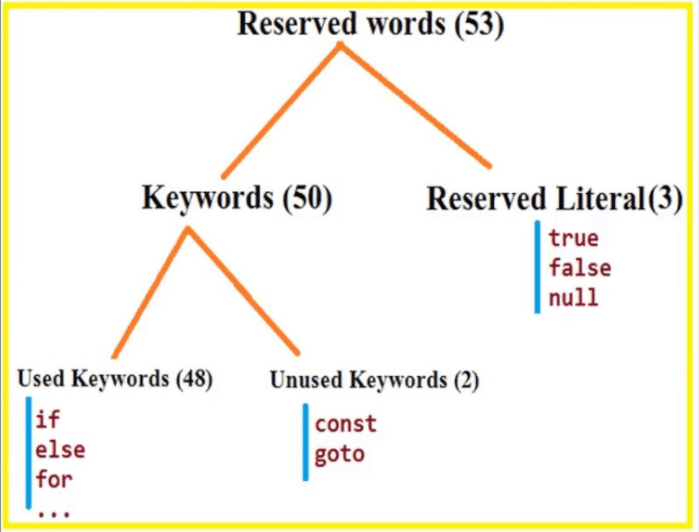 Reserved words (53)
Keywords (50)
Reserved Literal(3)
true
false
null
Used Keywords (48)
if
else
for
...
Unused Keywords (2)
const
goto